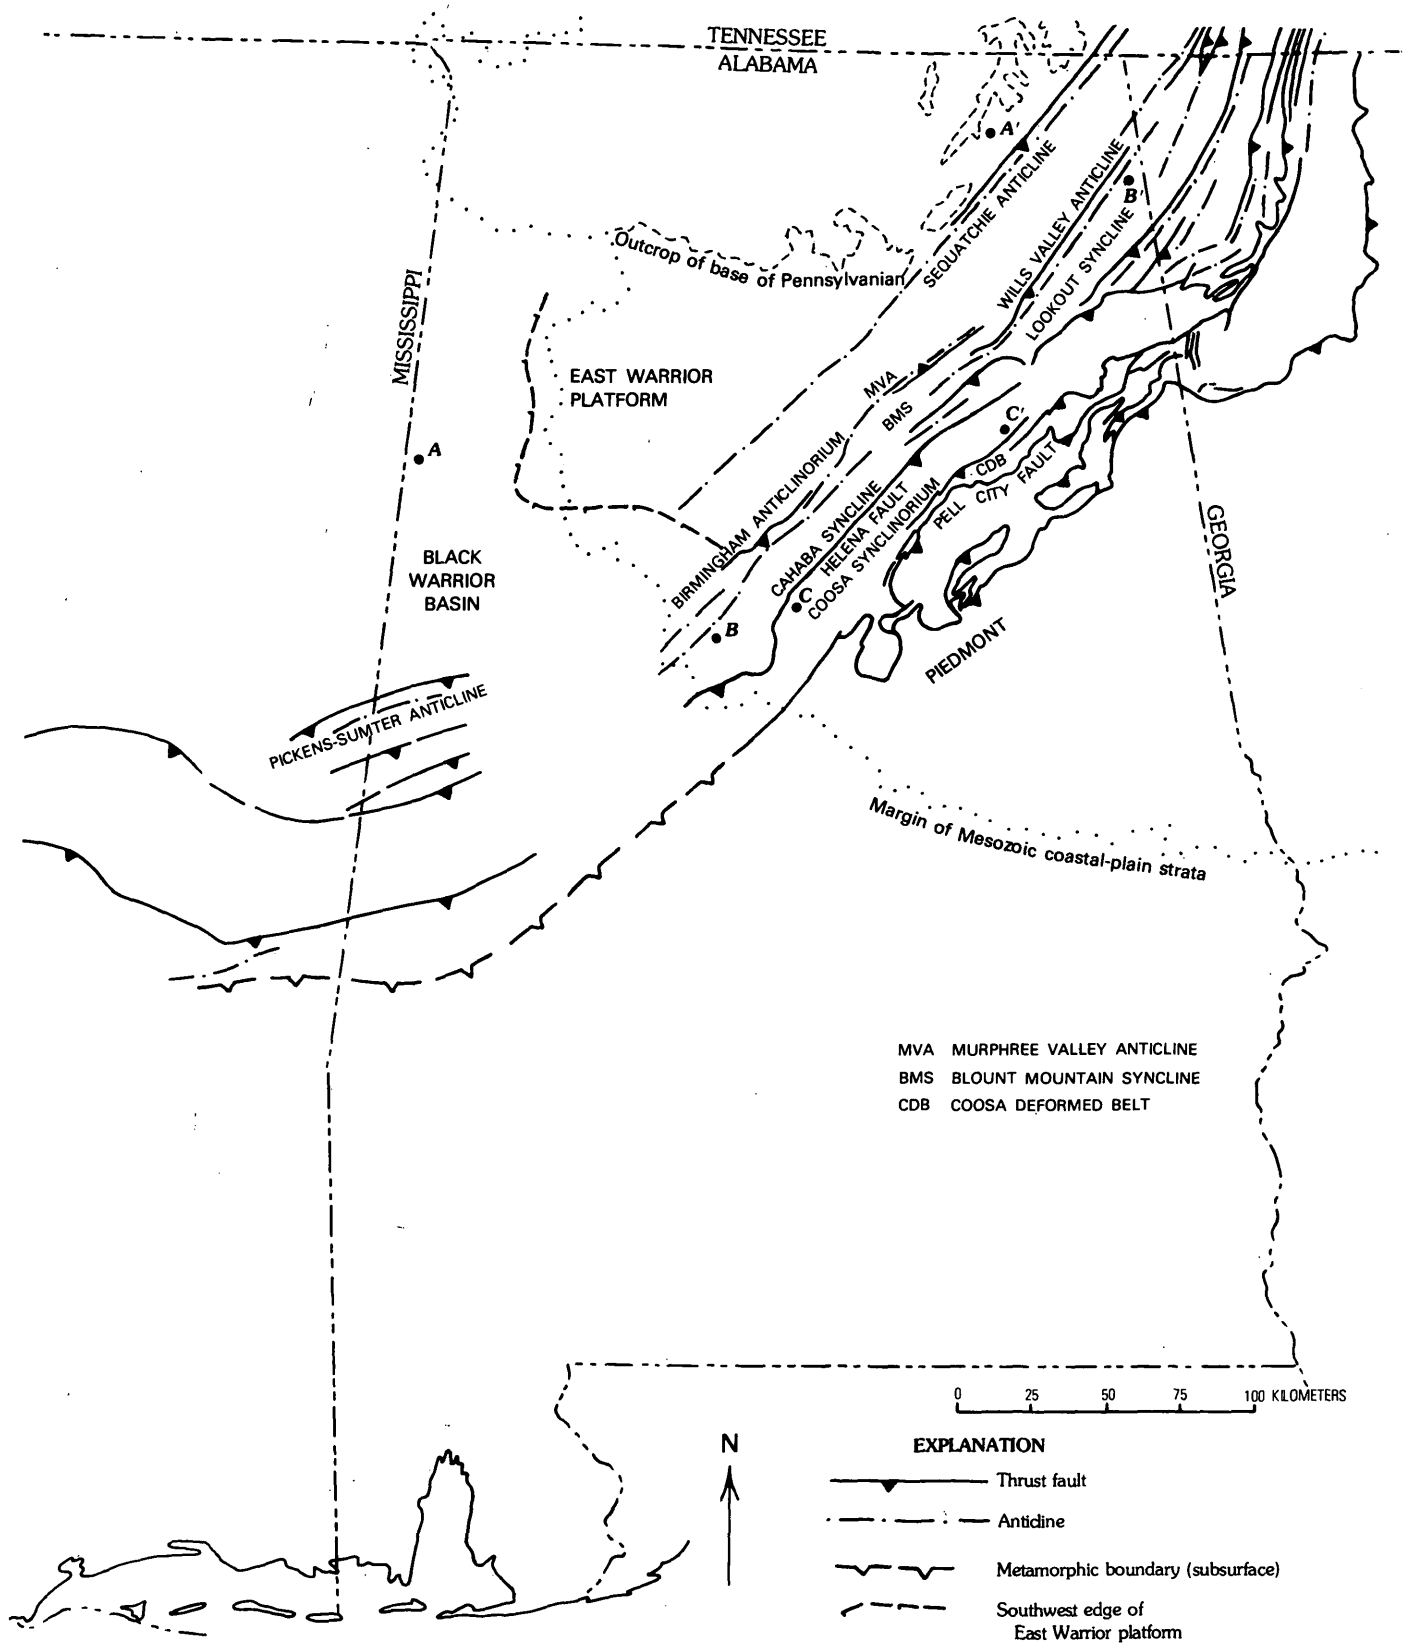 TENNESSEE
ALABAMA
A'
SEQUATCHIE ANTICLINE
WILLS VALLEY ANTICLINE
B'
LOOKOUT SYNCLINE
Outcrop of base of Pennsylvanian
MISSISSIPPI
EAST WARRIOR
PLATFORM
MVA
BMS
C'
A
BIRMINGHAM ANTICLINORIUM
CAHABA SYNCLINE
HELENA FAULT
COOSA SYNCLINORIUM
CDB
PELL CITY FAULT
GEORGIA
BLACK
WARRIOR
BASIN
C
B
PIEDMONT
PICKENS-SUMTER ANTICLINE
Margin of Mesozoic coastal-plain strata
MVA MURPHREE VALLEY ANTICLINE
BMS BLOUNT MOUNTAIN SYNCLINE
CDB COOSA DEFORMED BELT
0 25 50 75 100 KILOMETERS
N
EXPLANATION
Thrust fault
Anticline
Metamorphic boundary (subsurface)
Southwest edge of
East Warrior platform